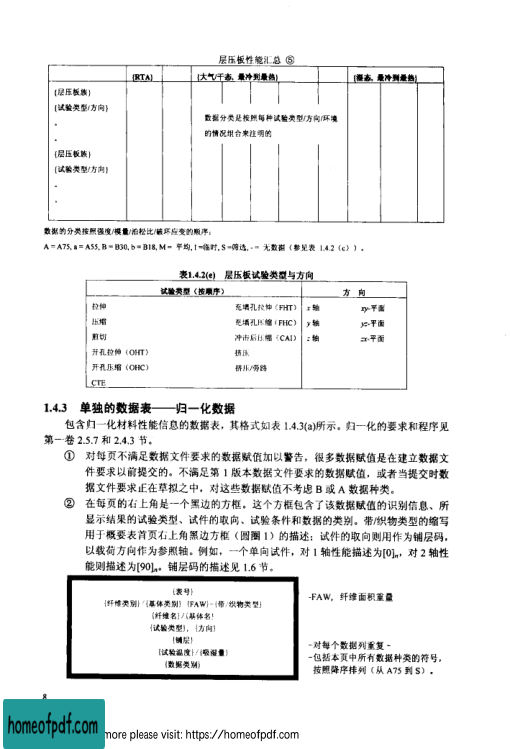 层压板性能汇总 ⑤
{RTA} {大气/干态,最冷到最热} {湿态,最冷到最热}
{层压板族}
{试验类型/方向}
数据分类是按照每种试验类型/方向/环境
的情况组合来注明的
{层压板族}
{试验类型/方向}
数据的分类按照强度/模量/泊松比/破坏应变的顺序:
A = A75, a = A55, B = B30, b = B18, M = 平均, I =临时, S =筛选, - = 无数据(参见表 1.4.2(c))。
表1.4.2(e) 层压板试验类型与方向
试验类型(按顺序) 方 向
拉伸 充填孔拉伸(FHT) x 轴 xy-平面
压缩 充填孔压缩(FHC) y 轴 yz-平面
剪切 冲击后压缩(CAI) z 轴 zx-平面
开孔拉伸(OHT) 挤压
开孔压缩(OHC) 挤压/旁路
CTE
1.4.3 单独的数据表——归一化数据
包含归一化材料性能信息的数据表,其格式如表 1.4.3(a)所示。归一化的要求和程序见
第一卷 2.5.7 和 2.4.3 节。
① 对每页不满足数据文件要求的数据赋值加以警告,很多数据赋值是在建立数据文
件要求以前提交的。不满足第 1 版本数据文件要求的数据赋值,或者当提交时数
据文件要求正在草拟之中,对这些数据赋值不考虑 B 或 A 数据种类。
② 在每页的右上角是一个黑边的方框。这个方框包含了该数据赋值的识别信息、所
显示结果的试验类型、试件的取向、试验条件和数据的类别。带/织物类型的缩写
用于概要表首页右上角黑边方框(圆圈 1)的描述;试件的取向则用作为铺层码,
以载荷方向作为参照轴。例如,一个单向试件,对 1 轴性能描述为[0]n,对 2 轴性
能则描述为[90]n。铺层码的描述见 1.6 节。
{表号}
{纤维类别}/{基体类别} {FAW}-{带/织物类型}
{纤维名}/{基体名}
{试验类型},{方向}
{铺层}
{试验温度}/{吸湿量}
{数据类别}
-FAW,纤维面积重量
-对每个数据列重复-
-包括本页中所有数据种类的符号,
按照降序排列(从 A75 到 S)。
8
homeofpdf.com
more please visit: https://homeofpdf.com